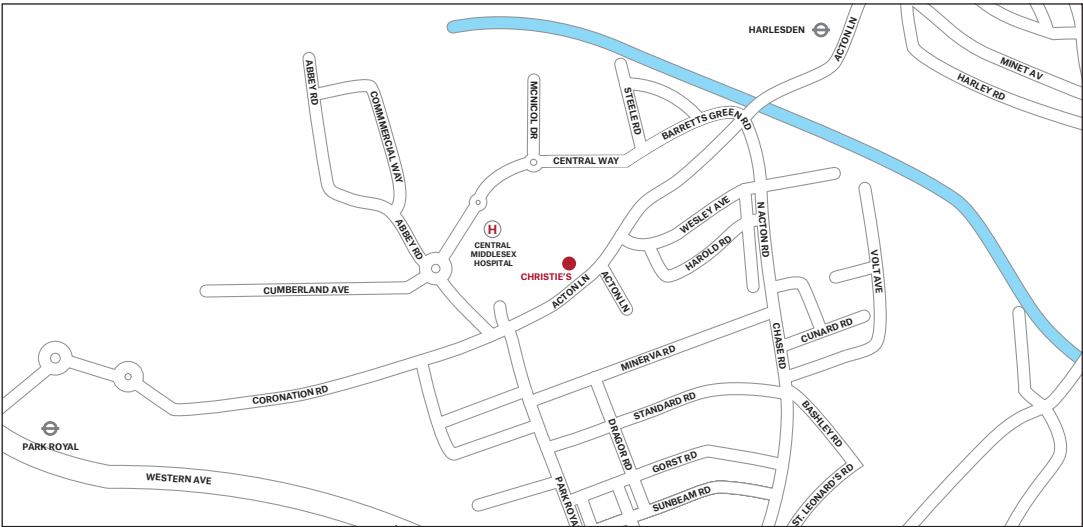 HARLESDEN
ACTON LN
MINET AV
HARLEY RD
ABBEY RD
COMMMERCIAL WAY
MCNICOL DR
STEELE RD
BARRETTS GREEN RD
CENTRAL WAY
ABBEY RD
H
CENTRAL
MIDDLESEX
HOSPITAL
CHRISTIE'S
WESLEY AVE
HAROLD RD
N ACTON RD
VOLT AVE
CUMBERLAND AVE
ACTON LN
ACTON LN
CUNARD RD
CHASE RD
MINERVA RD
CORONATION RD
STANDARD RD
DRAGOR RD
BASHLEY RD
PARK ROYAL
WESTERN AVE
GORST RD
SUNBEAM RD
ST. LEONARD'S RD
PARK ROYAL